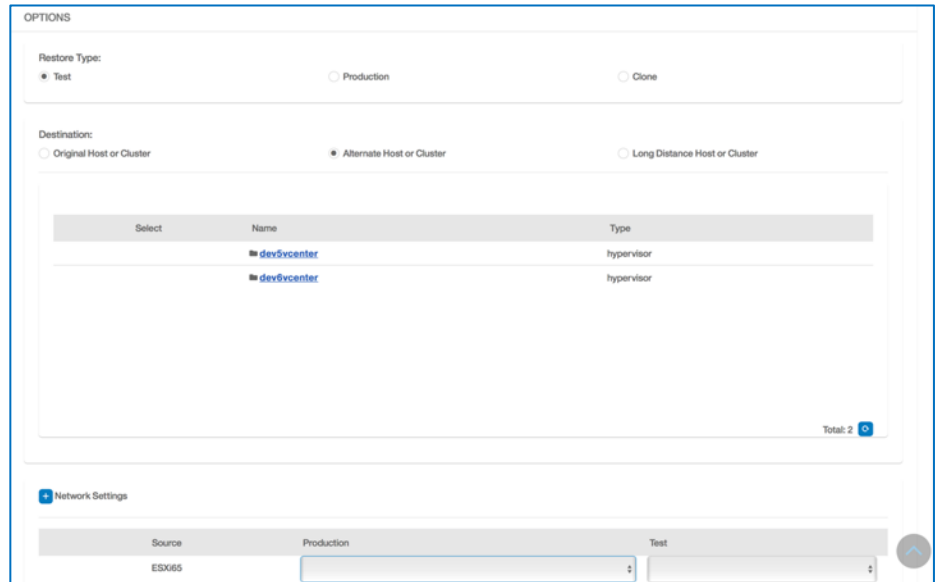 OPTIONS
Restore Type:
Test Production Clone
Destination:
Original Host or Cluster Alternate Host or Cluster Long Distance Host or Cluster
Select Name Type
dev5vcenter hypervisor
dev6vcenter hypervisor
Total: 2
Network Settings
Source Production Test
ESXi65